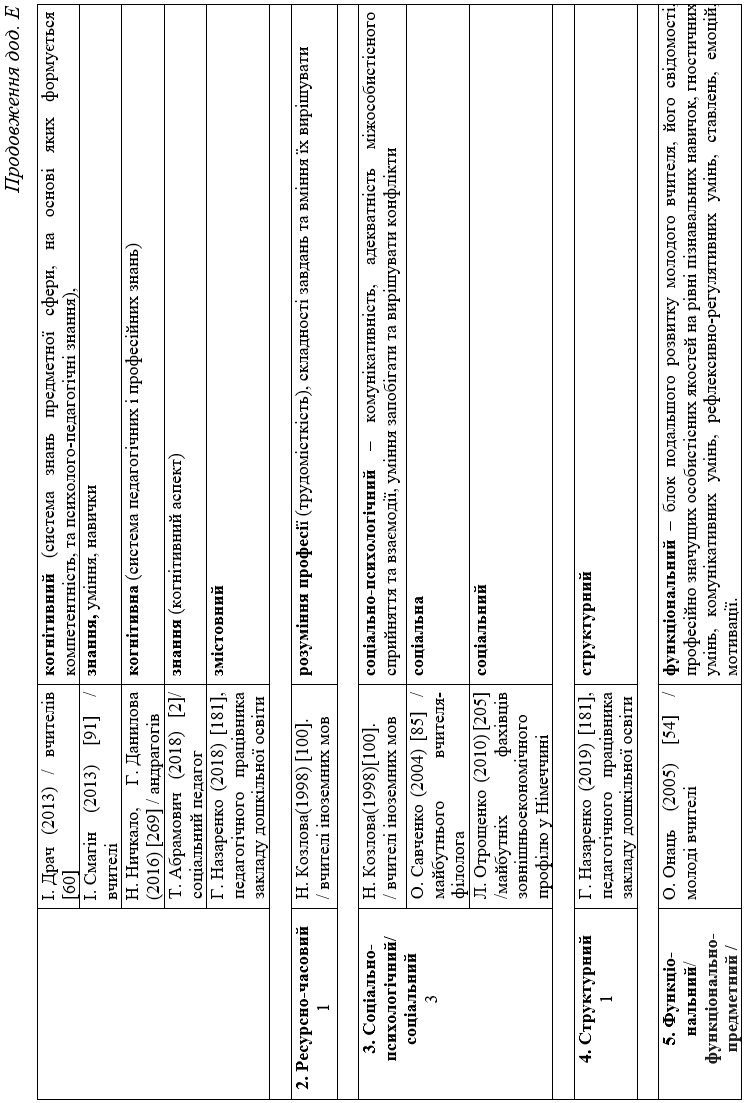 Продовження дод. Е
І. Драч (2013) / вчителів
[60]
когнітивний (система знань предметної сфери, на основі яких формується
компетентність, та психолого-педагогічні знання),
І. Смагін (2013) [91] /
вчителі
знання, уміння, навички
Н. Ничкало, Г. Данилова
(2016) [269] / андрагогів
когнітивна (система педагогічних і професійних знань)
Т. Абрамович (2018) [2]/
соціальний педагог
знання (когнітивний аспект)
Г. Назаренко (2018) [181],
педагогічного працівника
закладу дошкільної освіти
змістовний
2. Ресурсно-часовий
1
Н. Козлова(1998) [100].
/ вчителі іноземних мов
розуміння професії (трудомісткість), складності завдань та вміння їх вирішувати
3. Соціально-
психологічний/
соціальний
3
Н. Козлова(1998)[100].
/ вчителі іноземних мов
соціально-психологічний – комунікативність, адекватність міжособистісного
сприйняття та взаємодії, уміння запобігати та вирішувати конфлікти
О. Савченко (2004) [85] /
майбутнього вчителя-
філолога
соціальна
Л. Отрощенко (2010) [205]
/майбутніх фахівців
зовнішньоекономічного
профілю у Німеччині
соціальний
4. Структурний
1
Г. Назаренко (2019) [181],
педагогічного працівника
закладу дошкільної освіти
структурний
5. Функціо-
нальний/
функціонально-
предметний /
О. Онаць (2005) [54] /
молоді вчителі
функціональний – блок подальшого розвитку молодого вчителя, його свідомості,
професійно значущих особистісних якостей на рівні пізнавальних навичок, гностичних
умінь, комунікативних умінь, рефлексивно-регулятивних умінь, ставлень, емоцій,
мотивації.